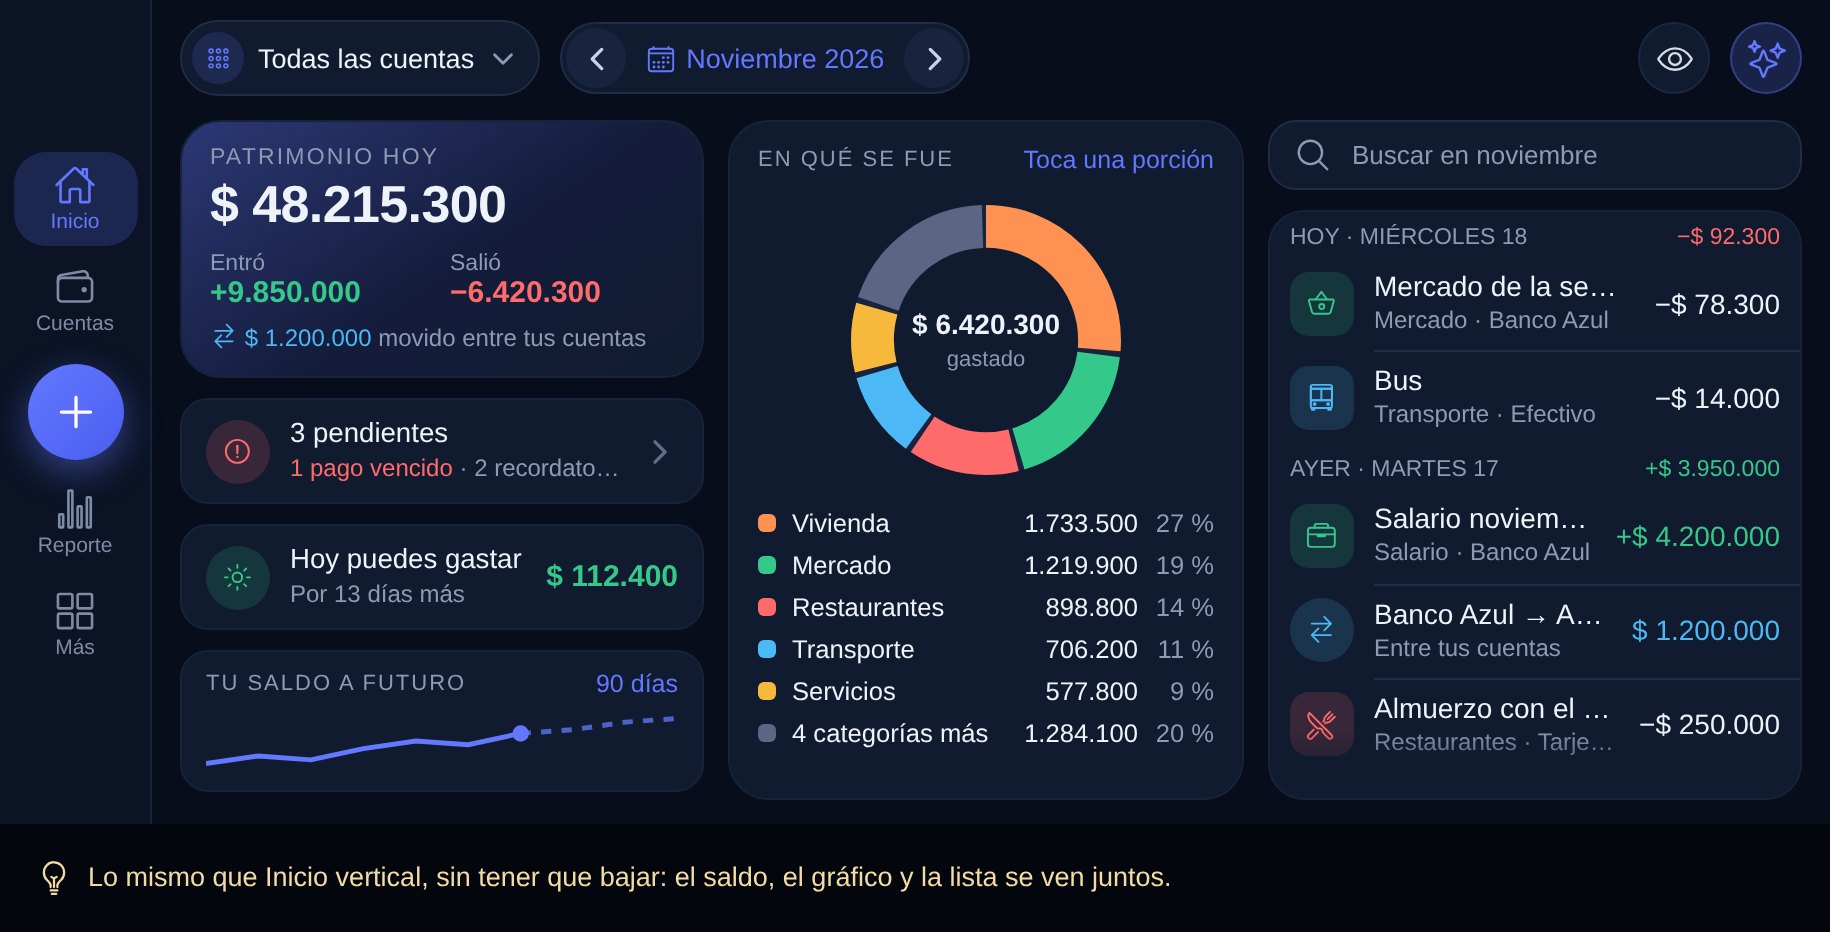 Todas las cuentas
Noviembre 2026
Inicio
Cuentas
Reporte
Más
PATRIMONIO HOY
$ 48.215.300
Entró Salió
+9.850.000 −6.420.300
$ 1.200.000 movido entre tus cuentas
3 pendientes
1 pago vencido · 2 recordato…
Hoy puedes gastar
Por 13 días más
$ 112.400
TU SALDO A FUTURO 90 días
EN QUÉ SE FUE Toca una porción
$ 6.420.300
gastado
Vivienda 1.733.500 27 %
Mercado 1.219.900 19 %
Restaurantes 898.800 14 %
Transporte 706.200 11 %
Servicios 577.800 9 %
4 categorías más 1.284.100 20 %
Buscar en noviembre
HOY · MIÉRCOLES 18 −$ 92.300
Mercado de la se…
Mercado · Banco Azul
−$ 78.300
Bus
Transporte · Efectivo
−$ 14.000
AYER · MARTES 17 +$ 3.950.000
Salario noviem…
Salario · Banco Azul
+$ 4.200.000
Banco Azul → A…
Entre tus cuentas
$ 1.200.000
Almuerzo con el …
Restaurantes · Tarje…
−$ 250.000
Lo mismo que Inicio vertical, sin tener que bajar: el saldo, el gráfico y la lista se ven juntos.